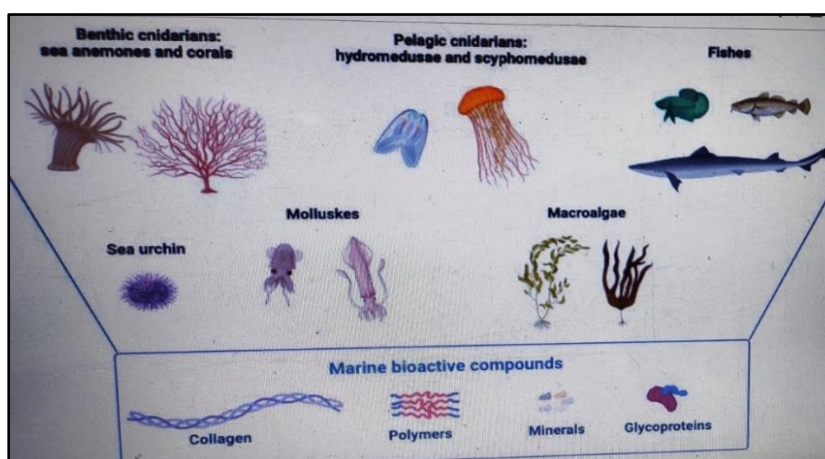 Benthic cnidarians:
sea anemones and corals
Pelagic cnidarians:
hydromedusae and scyphomedusae
Fishes
Molluskes
Macroalgae
Sea urchin
Marine bioactive compounds
Collagen
Polymers
Minerals
Glycoproteins